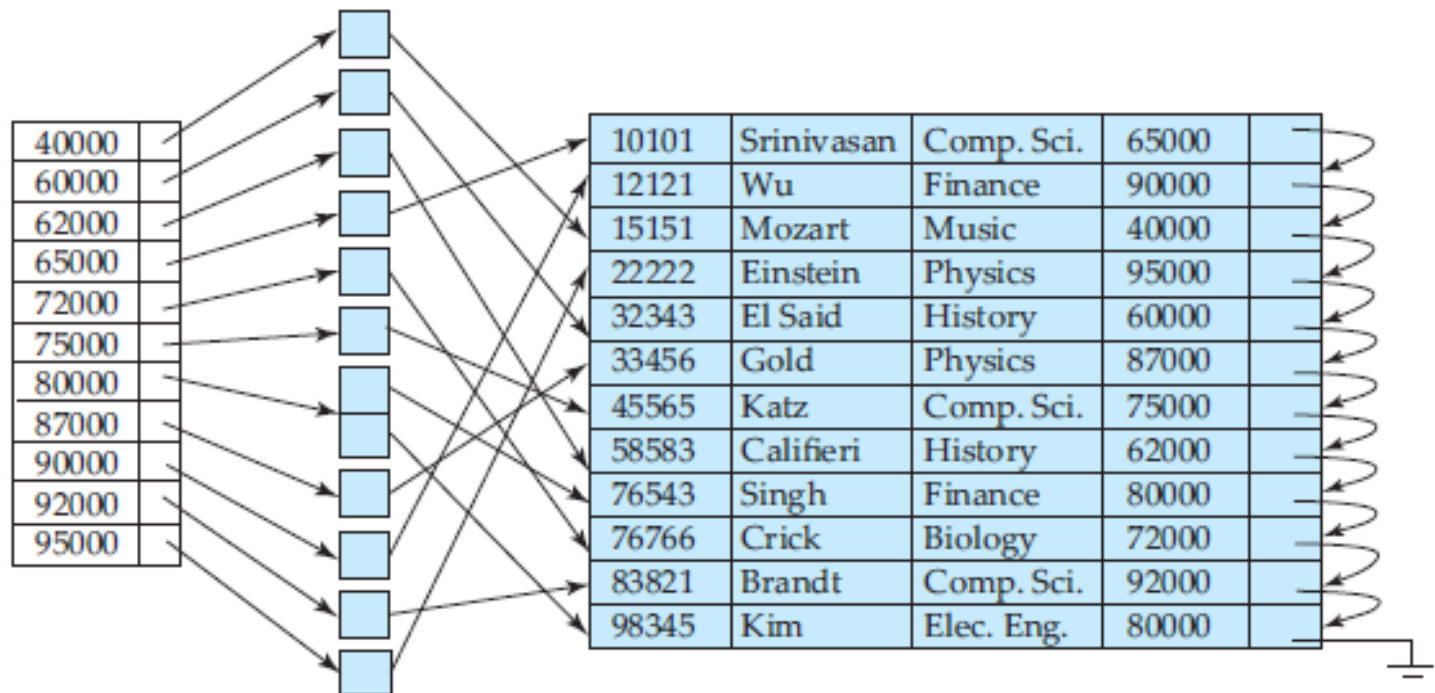 40000
60000
62000
65000
72000
75000
80000
87000
90000
92000
95000
10101 Srinivasan Comp. Sci. 65000
12121 Wu Finance 90000
15151 Mozart Music 40000
22222 Einstein Physics 95000
32343 El Said History 60000
33456 Gold Physics 87000
45565 Katz Comp. Sci. 75000
58583 Califieri History 62000
76543 Singh Finance 80000
76766 Crick Biology 72000
83821 Brandt Comp. Sci. 92000
98345 Kim Elec. Eng. 80000